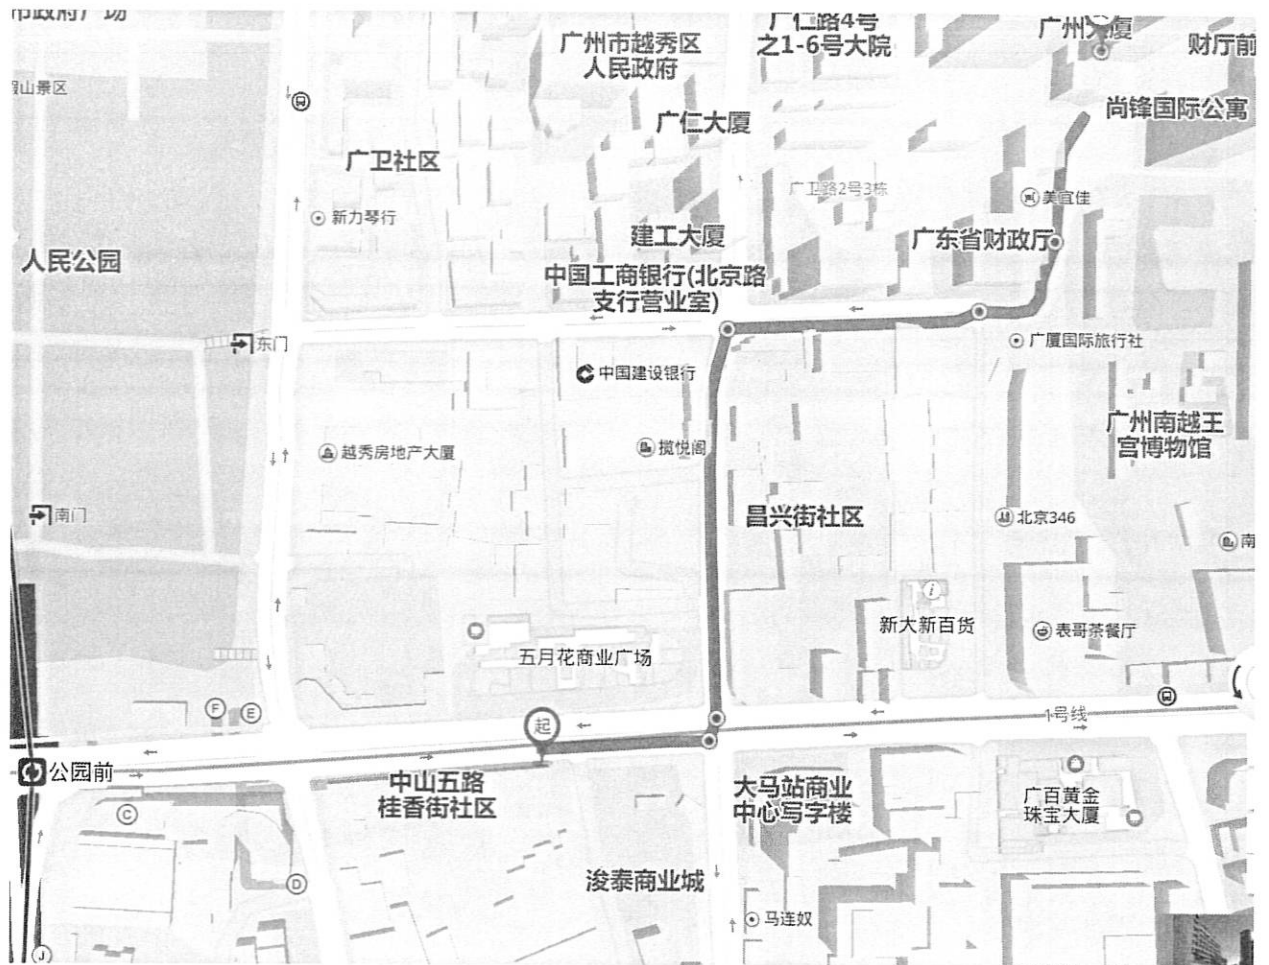 市政府广场
广仁路4号
之1-6号大院
广州大厦
财厅前
广州市越秀区
人民政府
山景区
尚锋国际公寓
广仁大厦
广卫社区
广卫路2号3栋
美宜佳
新力琴行
建工大厦
广东省财政厅
人民公园
中国工商银行(北京路
支行营业室)
东门
广厦国际旅行社
中国建设银行
广州南越王
宫博物馆
越秀房地产大厦
揽悦阁
南门
昌兴街社区
北京346
南
新大新百货
表哥茶餐厅
五月花商业广场
F
E
起
1号线
公园前
中山五路
桂香街社区
大马站商业
中心写字楼
广百黄金
珠宝大厦
C
浚泰商业城
D
马连奴
J